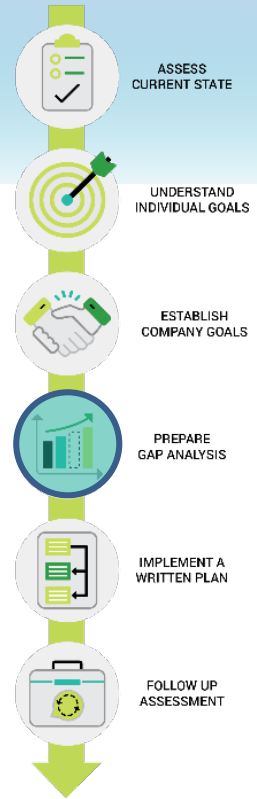 ASSESS
CURRENT STATE
UNDERSTAND
INDIVIDUAL GOALS
ESTABLISH
COMPANY GOALS
PREPARE
GAP ANALYSIS
IMPLEMENT A
WRITTEN PLAN
FOLLOW UP
ASSESSMENT